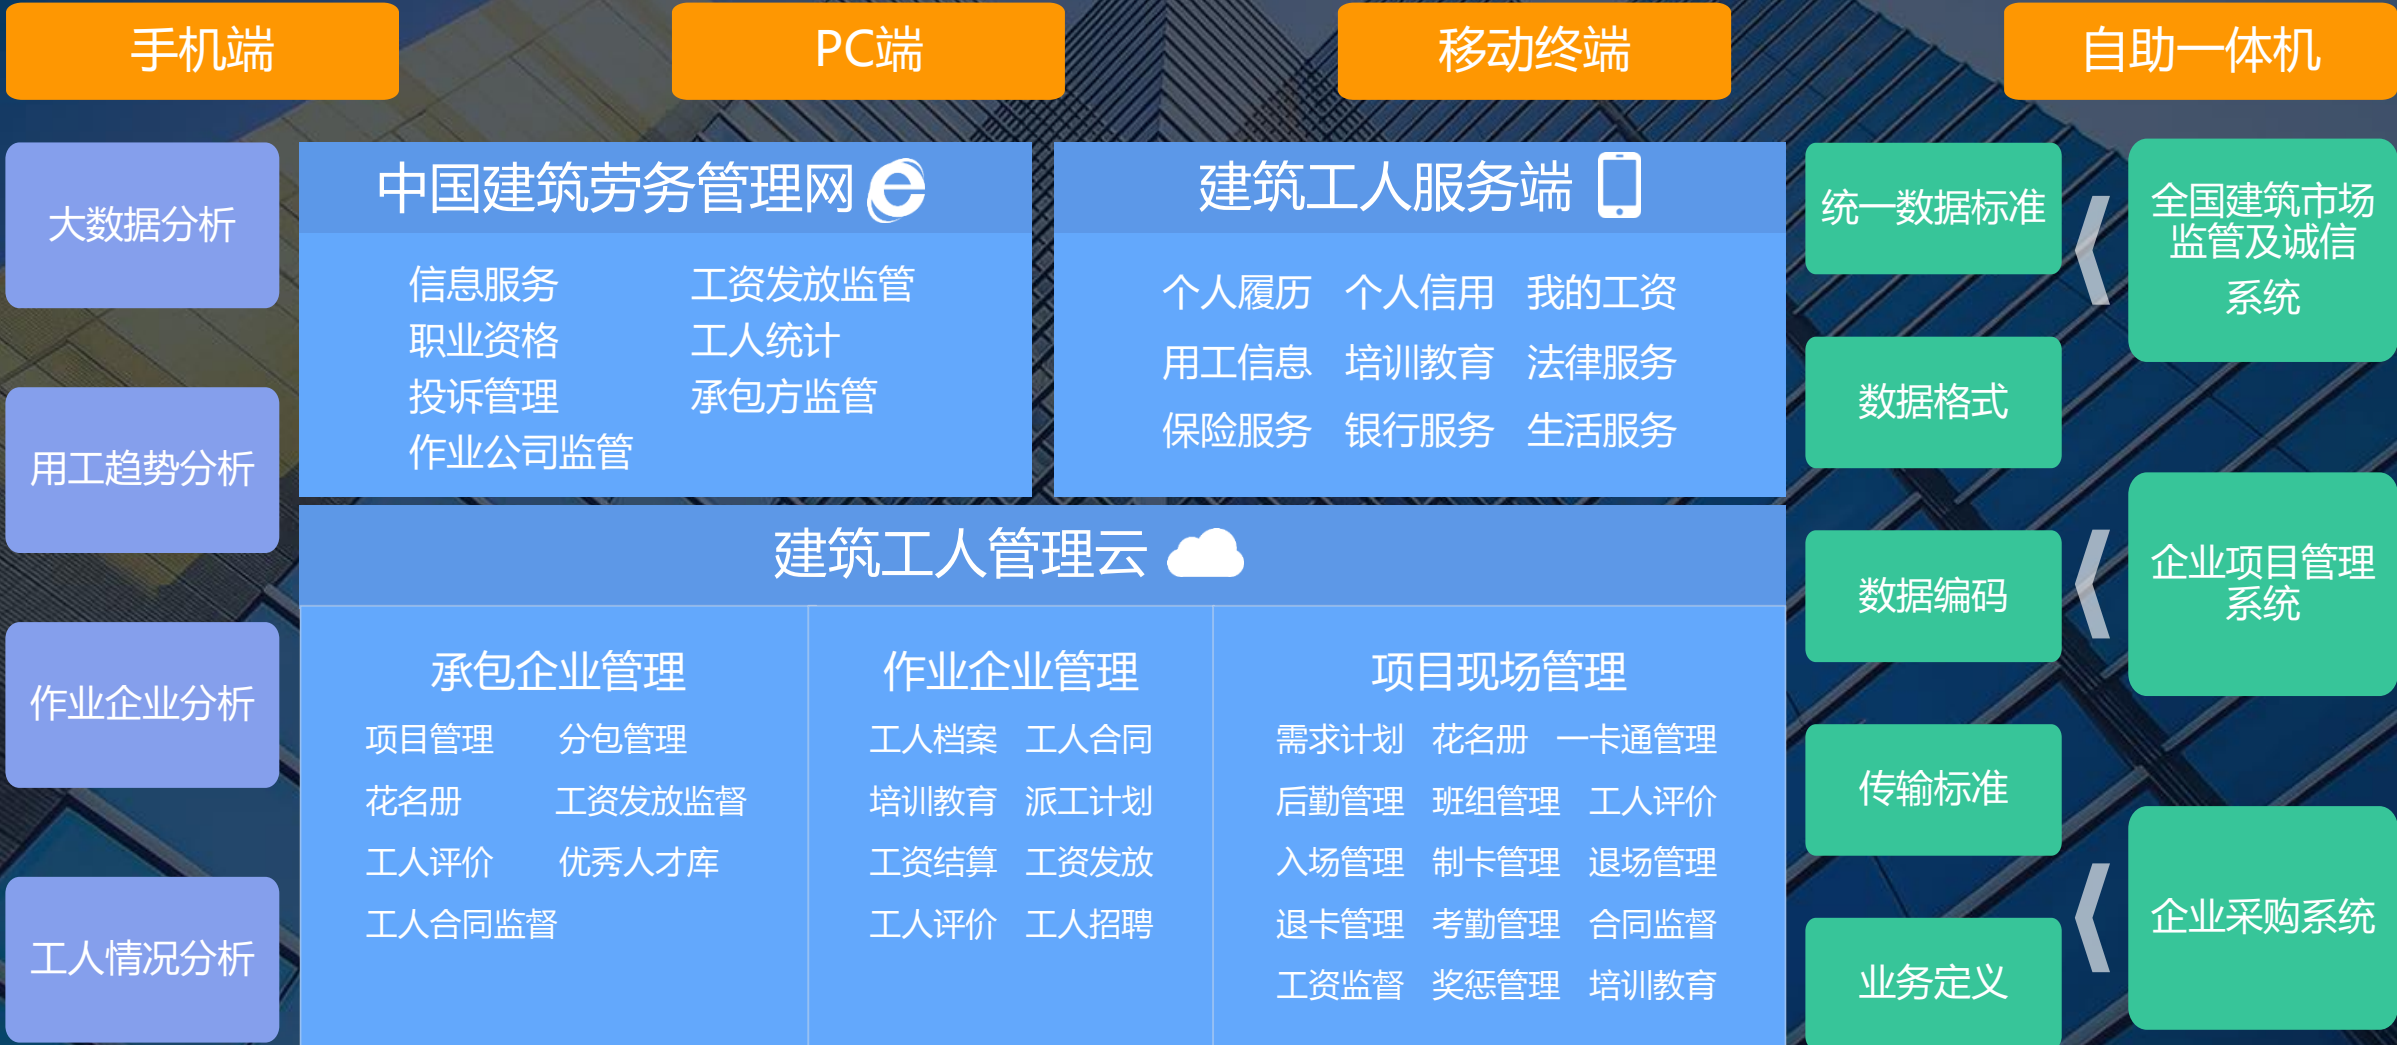 手机端
PC端
移动终端
自助一体机
大数据分析
用工趋势分析
作业企业分析
工人情况分析
中国建筑劳务管理网
信息服务 工资发放监管
职业资格 工人统计
投诉管理 承包方监管
作业公司监管
建筑工人服务端
个人履历 个人信用 我的工资
用工信息 培训教育 法律服务
保险服务 银行服务 生活服务
建筑工人管理云
承包企业管理
项目管理 分包管理
花名册 工资发放监督
工人评价 优秀人才库
工人合同监督
作业企业管理
工人档案 工人合同
培训教育 派工计划
工资结算 工资发放
工人评价 工人招聘
项目现场管理
需求计划 花名册 一卡通管理
后勤管理 班组管理 工人评价
入场管理 制卡管理 退场管理
退卡管理 考勤管理 合同监督
工资监督 奖惩管理 培训教育
统一数据标准
数据格式
数据编码
传输标准
业务定义
全国建筑市场
监管及诚信
系统
企业项目管理
系统
企业采购系统